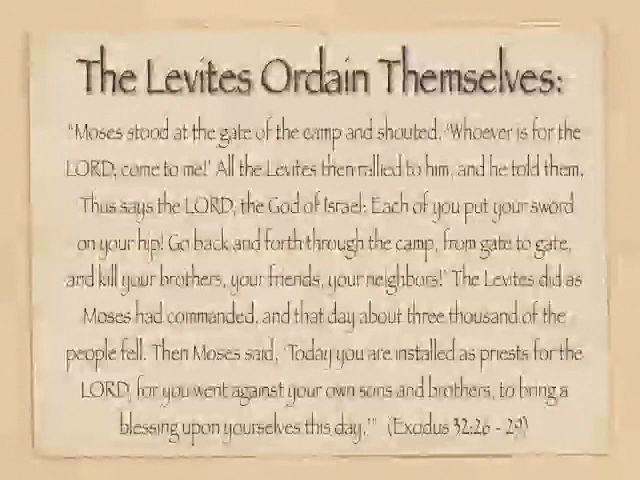 The Levites Ordain Themselves:
"Moses stood at the gate of the camp and shouted, 'Whoever is for the
LORD, come to me!' All the Levites then rallied to him, and he told them,
Thus says the LORD, the God of Israel: Each of you put your sword
on your hip! Go back and forth through the camp, from gate to gate,
and kill your brothers, your friends, your neighbors!' The Levites did as
Moses had commanded, and that day about three thousand of the
people fell. Then Moses said, 'Today you are installed as priests for the
LORD, for you went against your own sons and brothers, to bring a
blessing upon yourselves this day.'" (Exodus 32:26 - 29)